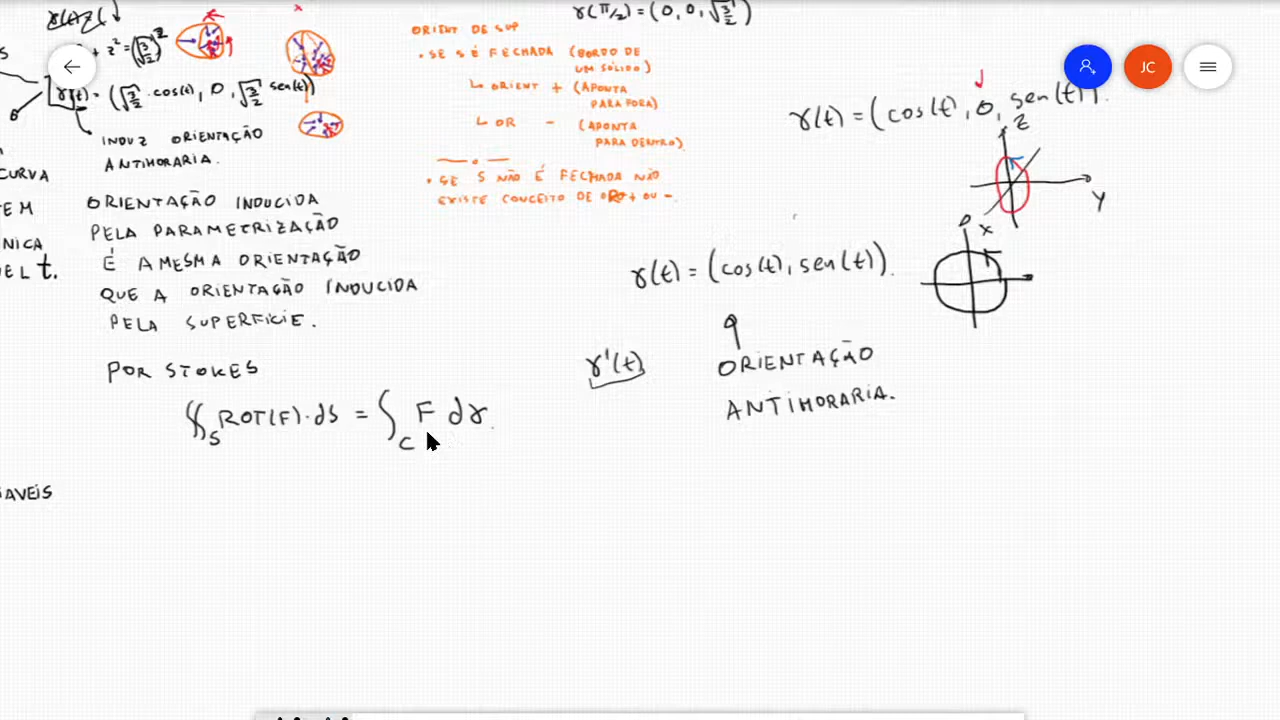 z² = (√3/2)²
γ(t) = (√3/2 · cos(t), 0, √3/2 sen(t))
INDUZ ORIENTAÇÃO
ANTIHORARIA.
CURVA
TEM
NICA
EL t.
ORIENTAÇÃO INDUCIDA
PELA PARAMETRIZAÇÃO
É A MESMA ORIENTAÇÃO
QUE A ORIENTAÇÃO INDUCIDA
PELA SUPERFICIE.
POR STOKES
∬S ROT(F)·dS = ∫C F dγ.
AVEIS
ORIENT DE SUP
• SE S É FECHADA (BORDO DE
UM SÓLIDO)
↳ ORIENT + (APONTA
PARA FORA)
↳ OR - (APONTA
PARA DENTRO).
• SE S NÃO É FECHADA NÃO
EXISTE CONCEITO DE OR + OU -.
γ(π/2) = (0, 0, √3/2)
γ(t) = (cos(t), 0, sen(t)).
Z
Y
X
γ(t) = (cos(t), sen(t)).
γ'(t)
ORIENTAÇÃO
ANTIHORARIA.
JC